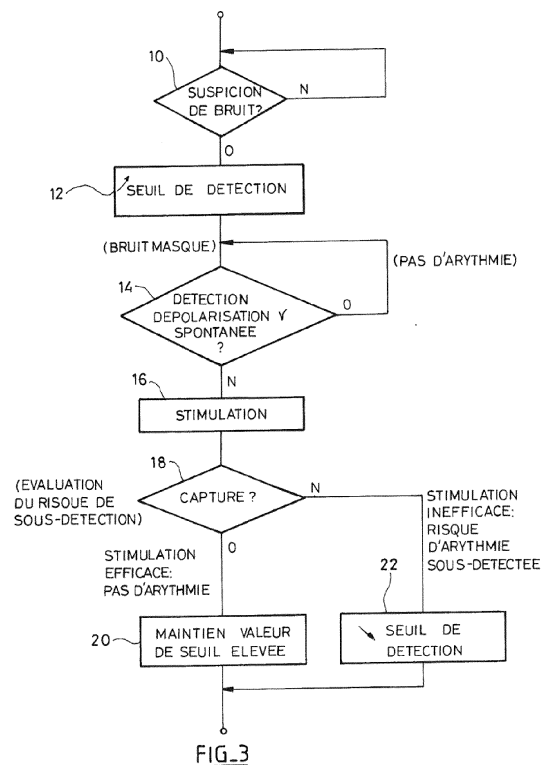 10
SUSPICION
DE BRUIT?
N
O
12
SEUIL DE DETECTION
(BRUIT MASQUE)
(PAS D'ARYTHMIE)
14
DETECTION
DEPOLARISATION V
SPONTANEE
?
O
N
16
STIMULATION
18
(EVALUATION
DU RISQUE DE
SOUS-DETECTION)
CAPTURE ?
N
O
STIMULATION
EFFICACE:
PAS D'ARYTHMIE
STIMULATION
INEFFICACE:
RISQUE
D'ARYTHMIE
SOUS-DETECTEE
20
MAINTIEN VALEUR
DE SEUIL ELEVEE
22
SEUIL DE
DETECTION
FIG_3